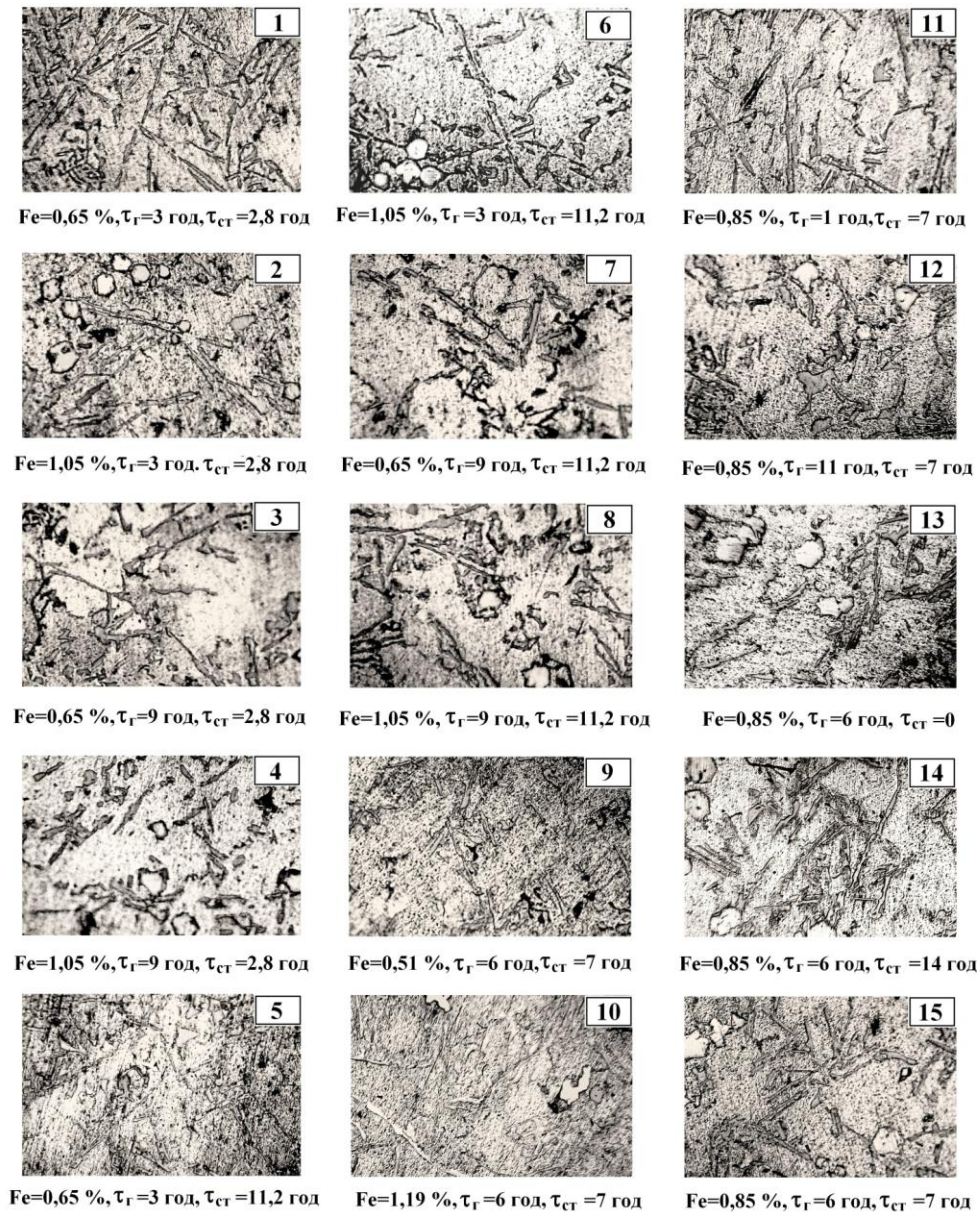 1
6
11
Fe=0,65 %, τг=3 год, τст=2,8 год
Fe=1,05 %, τг=3 год, τст=11,2 год
Fe=0,85 %, τг=1 год, τст=7 год
2
7
12
Fe=1,05 %, τг=3 год. τст=2,8 год
Fe=0,65 %, τг=9 год, τст=11,2 год
Fe=0,85 %, τг=11 год, τст=7 год
3
8
13
Fe=0,65 %, τг=9 год, τст=2,8 год
Fe=1,05 %, τг=9 год, τст=11,2 год
Fe=0,85 %, τг=6 год, τст=0
4
9
14
Fe=1,05 %, τг=9 год, τст=2,8 год
Fe=0,51 %, τг=6 год, τст=7 год
Fe=0,85 %, τг=6 год, τст=14 год
5
10
15
Fe=0,65 %, τг=3 год, τст=11,2 год
Fe=1,19 %, τг=6 год, τст=7 год
Fe=0,85 %, τг=6 год, τст=7 год